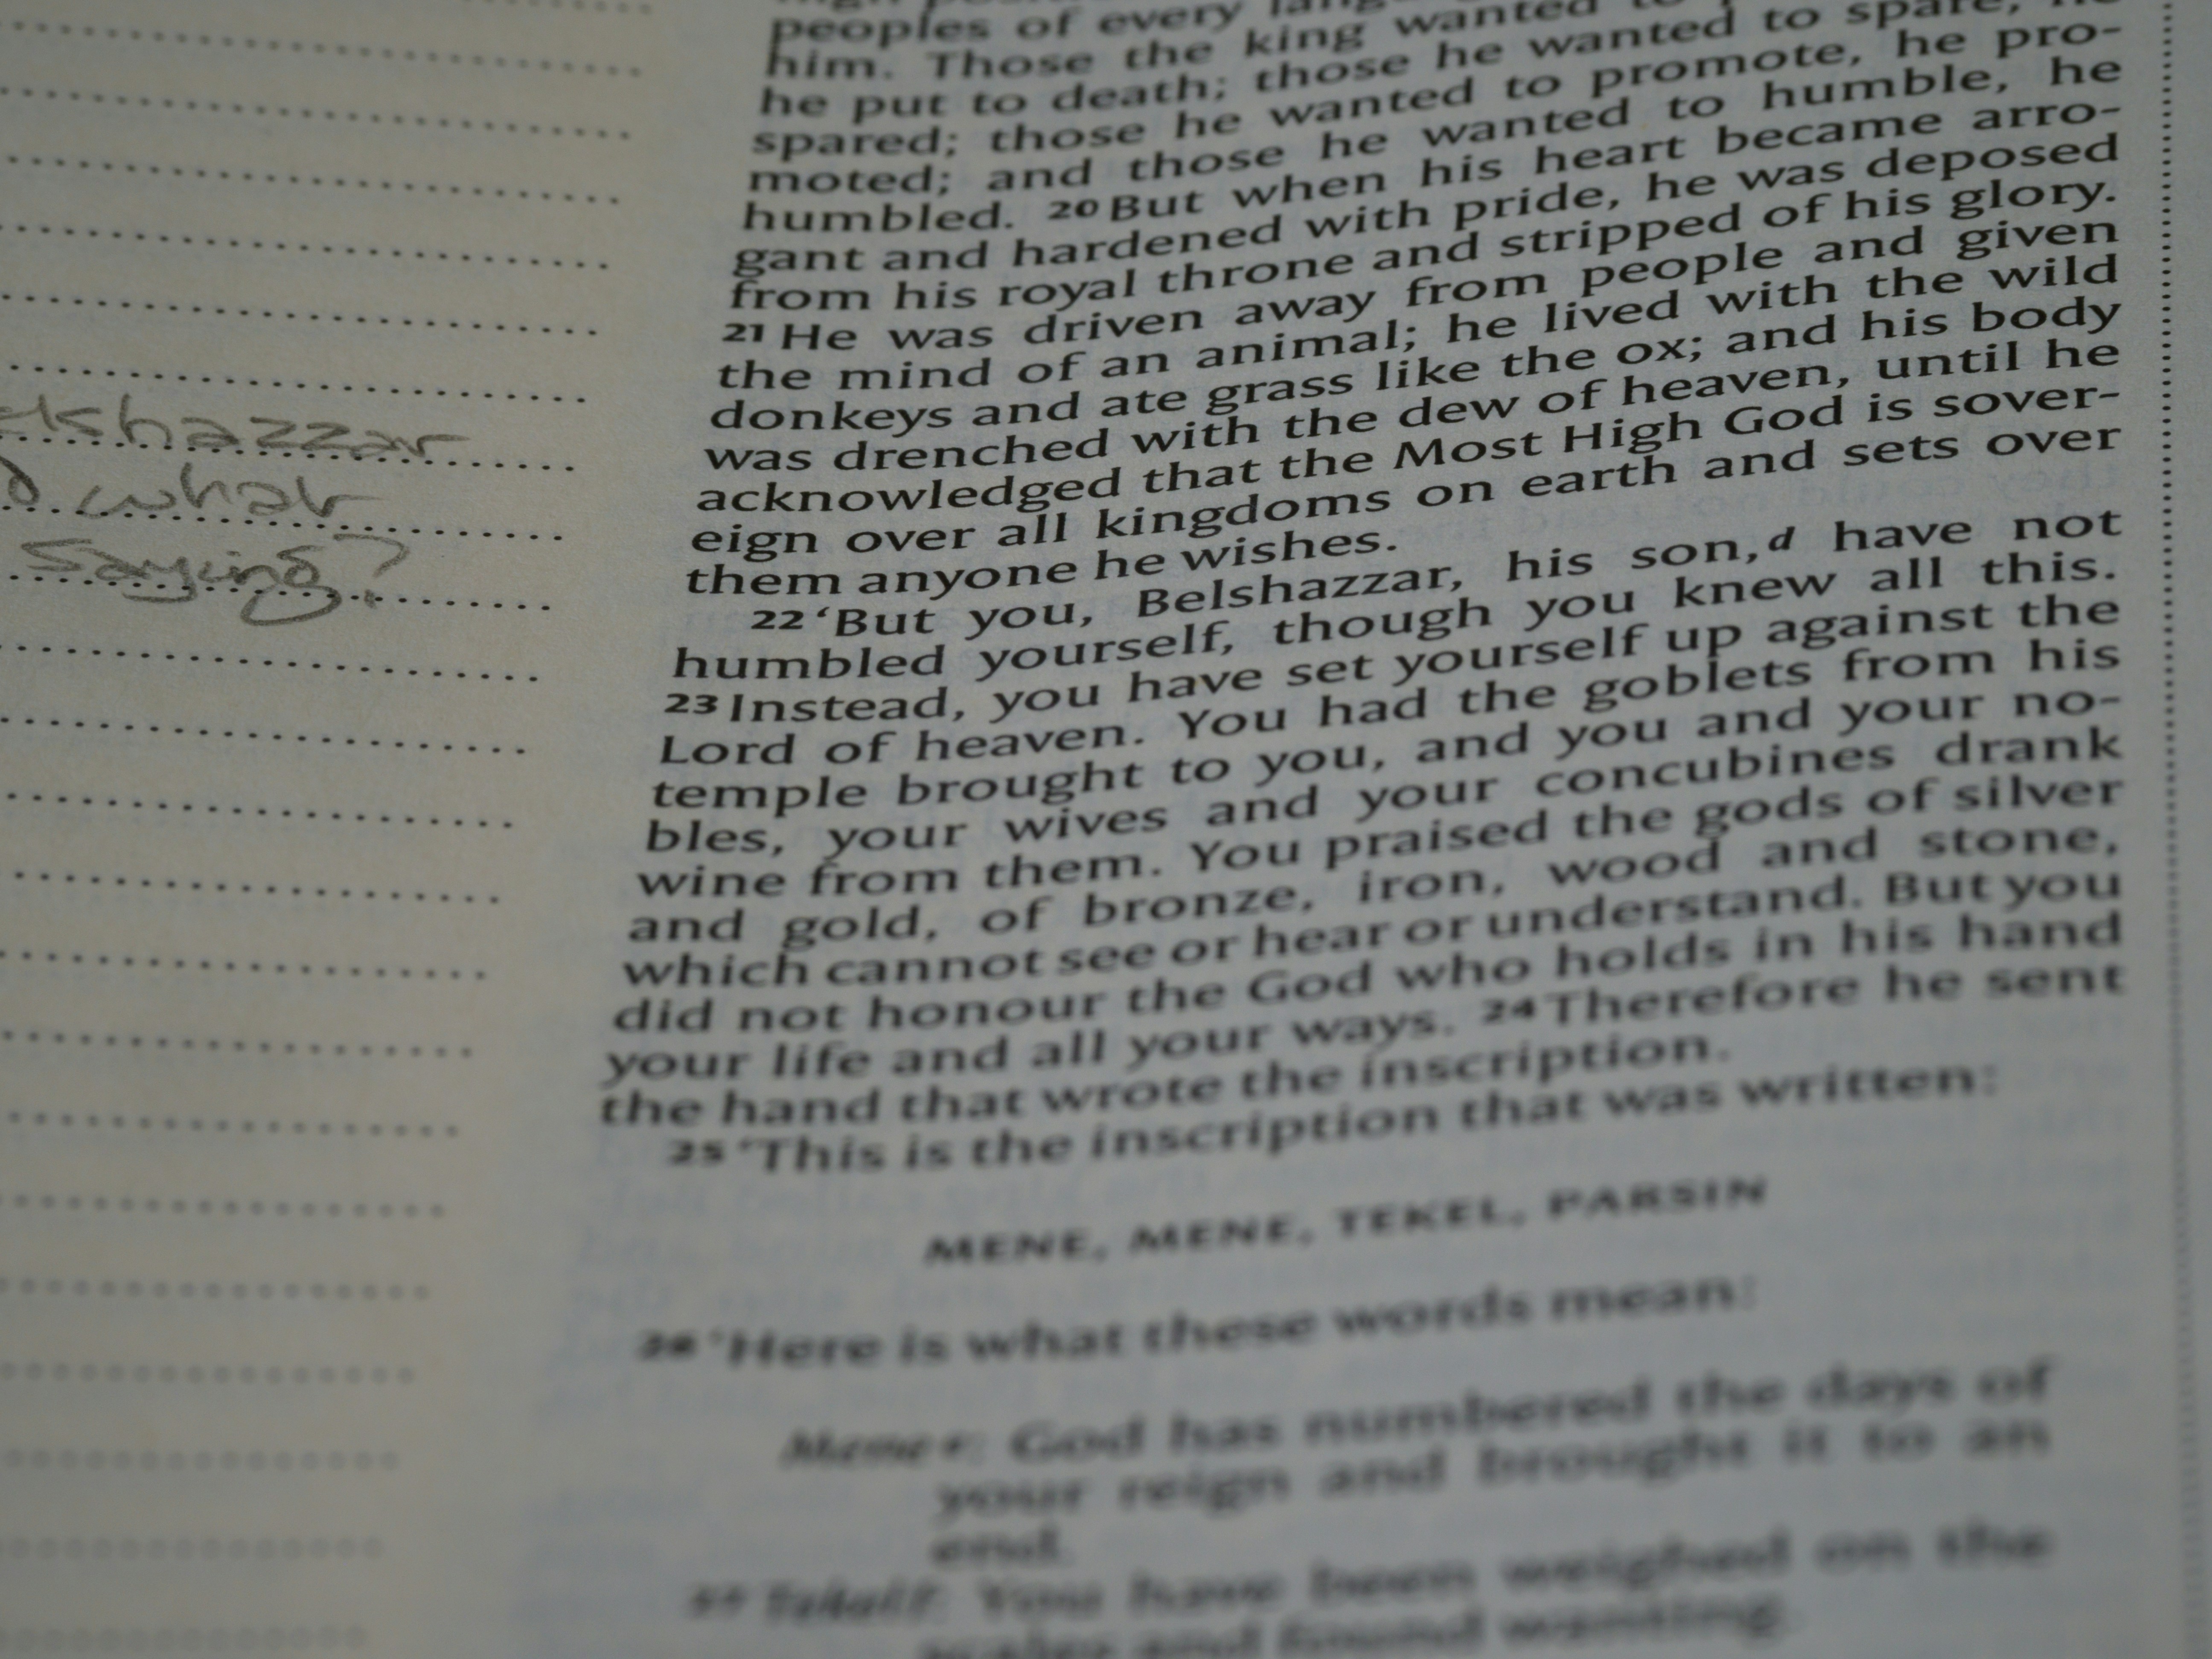 peoples of every
him. Those the king wanted
he put to death; those he wanted to spare, he
spared; those he wanted to promote, he pro-
moted; and those he wanted to humble, he
humbled. 20 But when his heart became arro-
gant and hardened with pride, he was deposed
from his royal throne and stripped of his glory.
21 He was driven away from people and given
the mind of an animal; he lived with the wild
donkeys and ate grass like the ox; and his body
was drenched with the dew of heaven, until he
acknowledged that the Most High God is sover-
eign over all kingdoms on earth and sets over
them anyone he wishes.
22 ‘But you, Belshazzar, his son,d have not
humbled yourself, though you knew all this.
23 Instead, you have set yourself up against the
Lord of heaven. You had the goblets from his
temple brought to you, and you and your no-
bles, your wives and your concubines drank
wine from them. You praised the gods of silver
and gold, of bronze, iron, wood and stone,
which cannot see or hear or understand. But you
did not honour the God who holds in his hand
your life and all your ways. 24 Therefore he sent
the hand that wrote the inscription.
25 ‘This is the inscription that was written:
MENE, MENE, TEKEL, PARSIN
26 ‘Here is what these words mean:
Mene e: God has numbered the days of
your reign and brought it to an
end.
27 Tekel f: You have been weighed on the
scales and found wanting.
khazzar
what
saying?